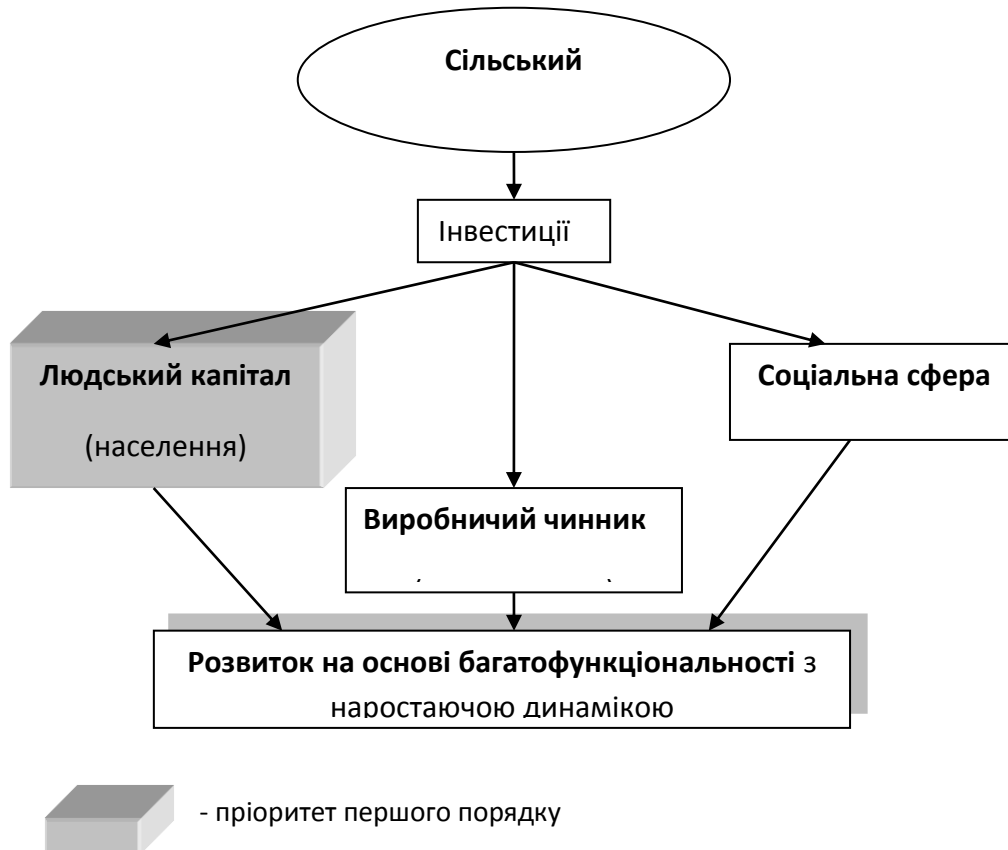 Сільський
Інвестиції
Людський капітал
(населення)
Соціальна сфера
Виробничий чинник
Розвиток на основі багатофункціональності з
наростаючою динамікою
- пріоритет першого порядку